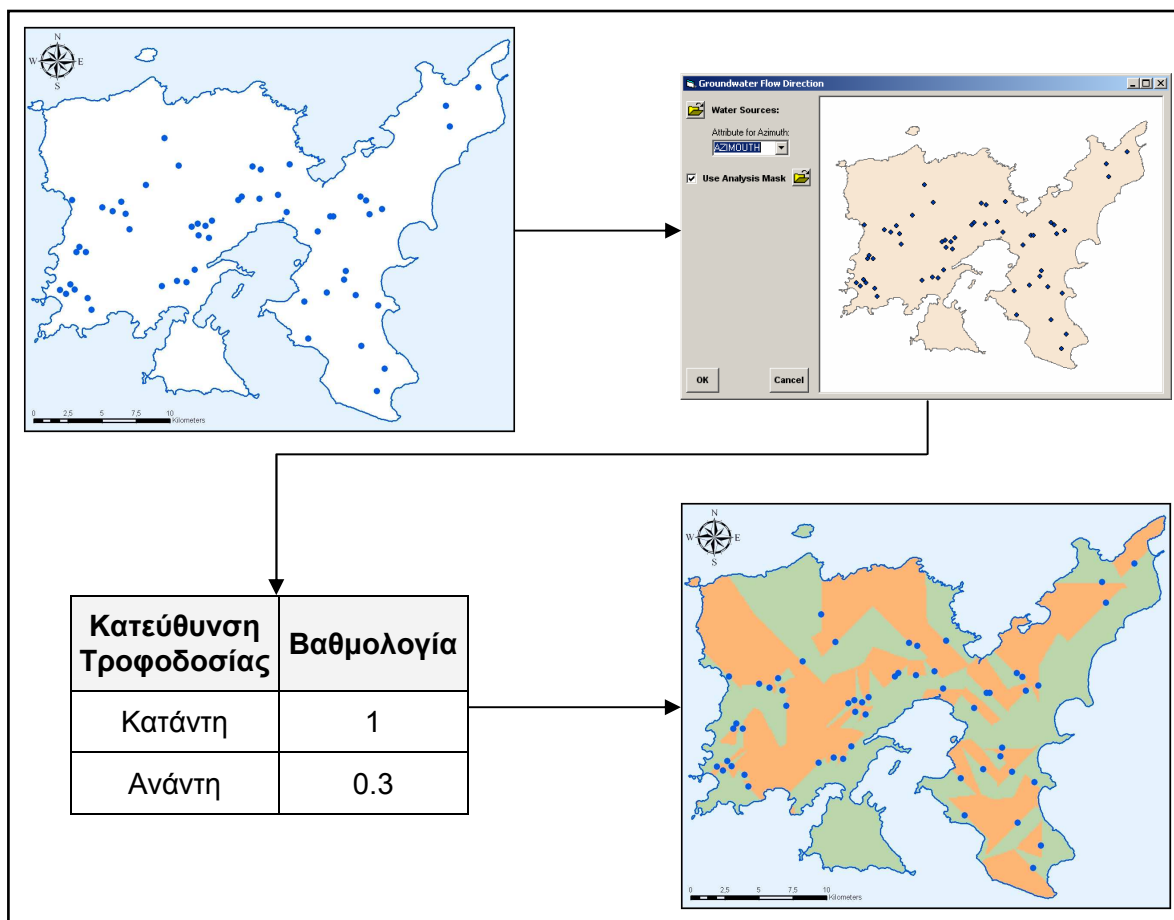 N
W E
S
0 2,5 5 7,5 10
Kilometers
Groundwater Flow Direction
Water Sources:
Attribute for Azimuth:
AZIMOUTH
Use Analysis Mask
OK Cancel
Κατεύθυνση
Τροφοδοσίας
Βαθμολογία
Κατάντη 1
Ανάντη 0.3
N
W E
S
0 2,5 5 7,5 10
Kilometers